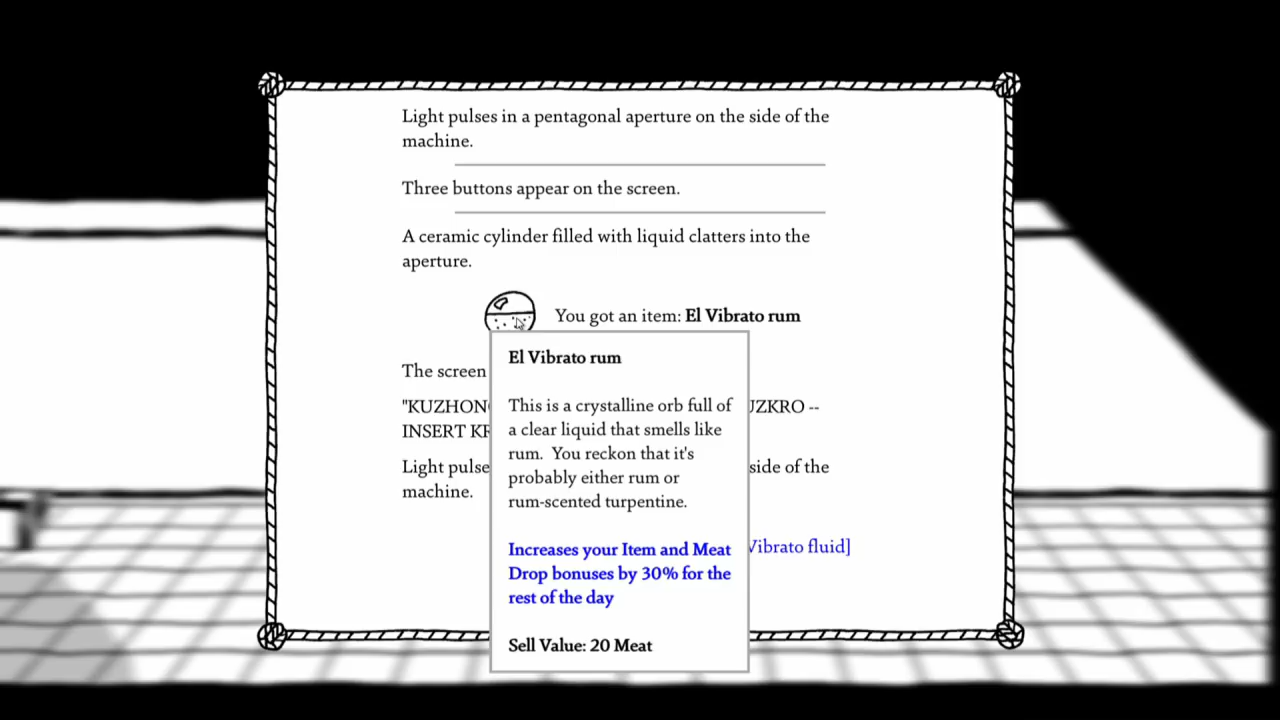 Light pulses in a pentagonal aperture on the side of the
machine.
Three buttons appear on the screen.
A ceramic cylinder filled with liquid clatters into the
aperture.
You got an item: El Vibrato rum
The screen
"KUZHON
UZKRO --
INSERT
Light pulse
side of the
machine.
Vibrato fluid]
El Vibrato rum
This is a crystalline orb full of
a clear liquid that smells like
rum. You reckon that it's
probably either rum or
rum-scented turpentine.
Increases your Item and Meat
Drop bonuses by 30% for the
rest of the day
Sell Value: 20 Meat